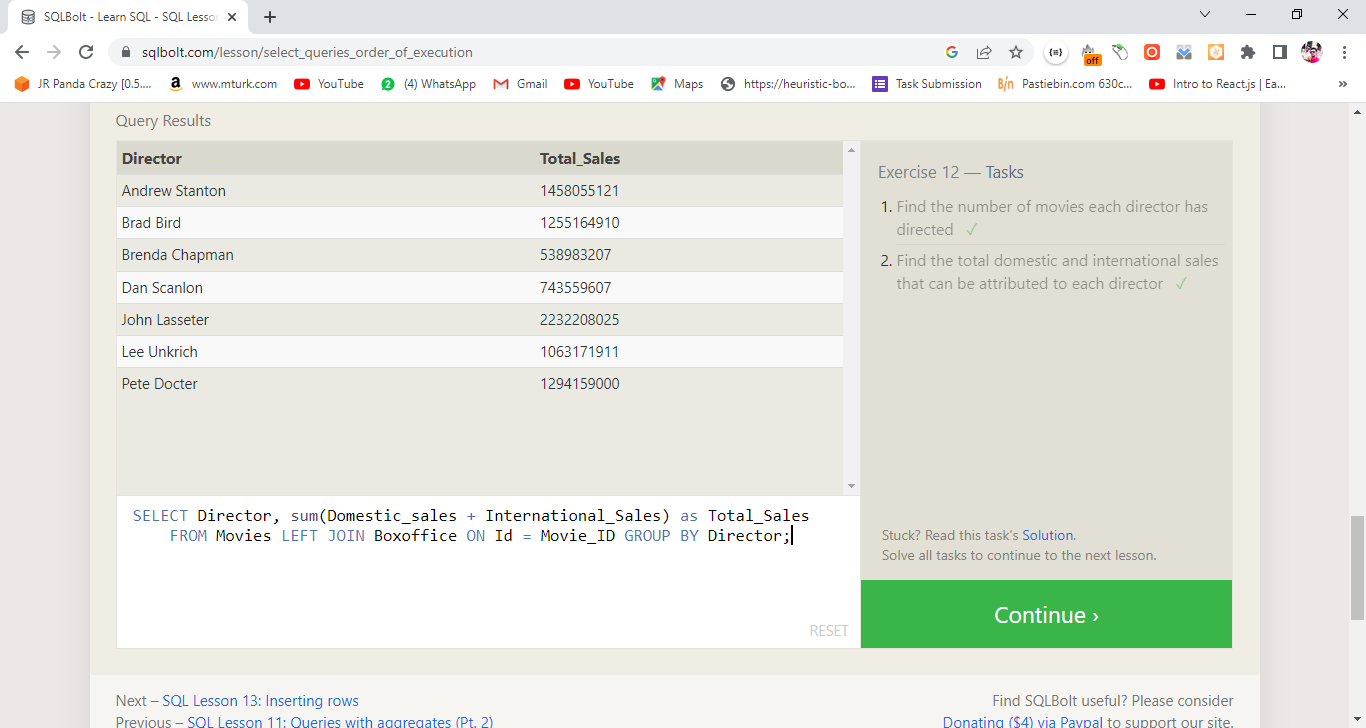 SQLBolt - Learn SQL - SQL Lesson
sqlbolt.com/lesson/select_queries_order_of_execution
off
JR Panda Crazy [0.5.... www.mturk.com YouTube 2 (4) WhatsApp Gmail YouTube Maps https://heuristic-bo... Task Submission Pastiebin.com 630c... Intro to React.js | Ea... »
Query Results
Director Total_Sales
Andrew Stanton 1458055121
Brad Bird 1255164910
Brenda Chapman 538983207
Dan Scanlon 743559607
John Lasseter 2232208025
Lee Unkrich 1063171911
Pete Docter 1294159000
Exercise 12 — Tasks
1. Find the number of movies each director has
directed ✓
2. Find the total domestic and international sales
that can be attributed to each director ✓
SELECT Director, sum(Domestic_sales + International_Sales) as Total_Sales
FROM Movies LEFT JOIN Boxoffice ON Id = Movie_ID GROUP BY Director;
RESET
Stuck? Read this task's Solution.
Solve all tasks to continue to the next lesson.
Continue ›
Next – SQL Lesson 13: Inserting rows
Previous – SQL Lesson 11: Queries with aggregates (Pt. 2)
Find SQLBolt useful? Please consider
Donating ($4) via Paypal to support our site.